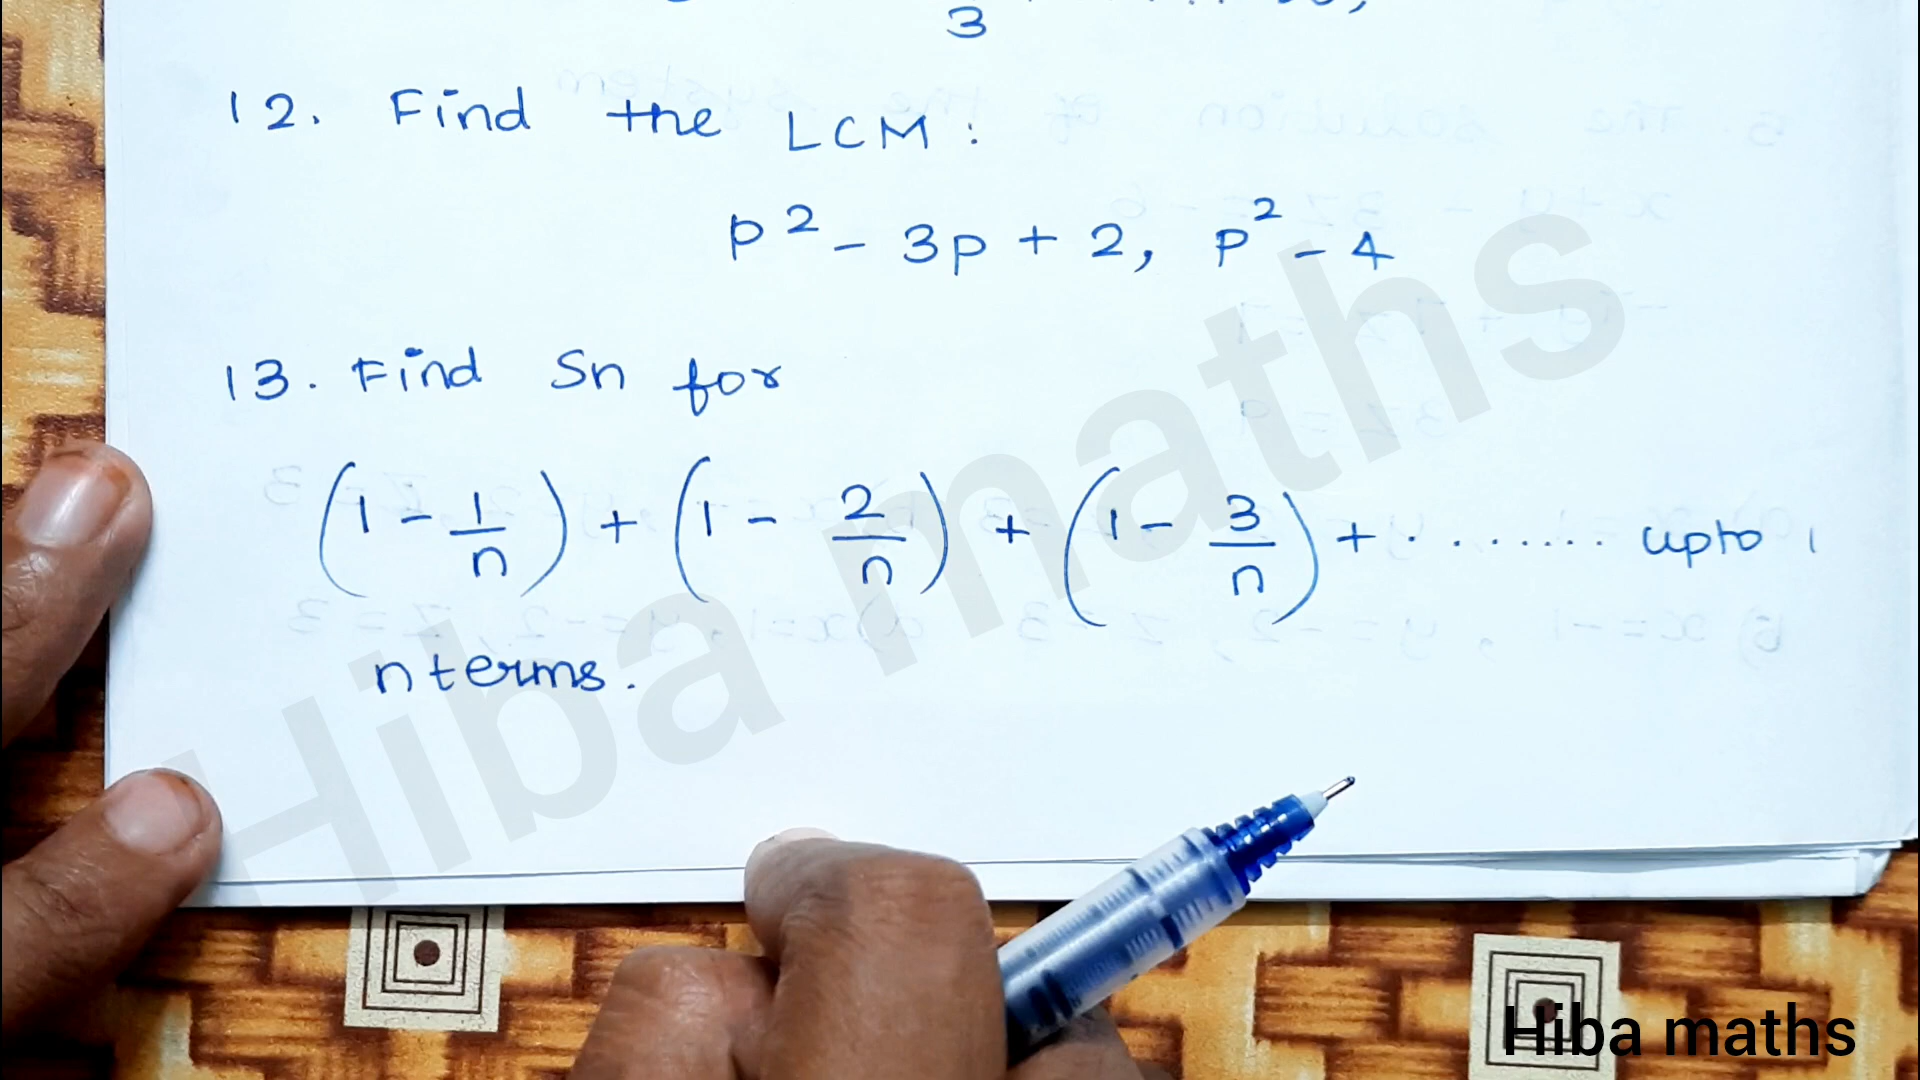 3
12. Find the LCM :
p² - 3p + 2, p² - 4
13. Find Sn for
(1 - 1/n) + (1 - 2/n) + (1 - 3/n) + ........ upto
n terms.
Hiba maths
Hiba maths